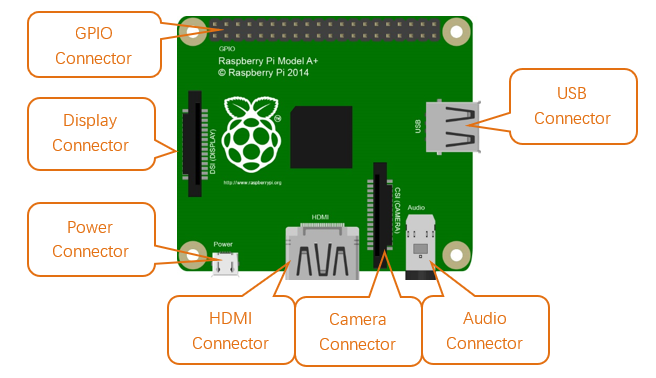 GPIO
Connector
GPIO
Raspberry Pi Model A+
© Raspberry Pi 2014
Display
Connector
DSI (DISPLAY)
TM
http://www.raspberrypi.org
USB
USB
Connector
CSI (CAMERA)
Audio
HDMI
Power
Power
Connector
HDMI
Connector
Camera
Connector
Audio
Connector